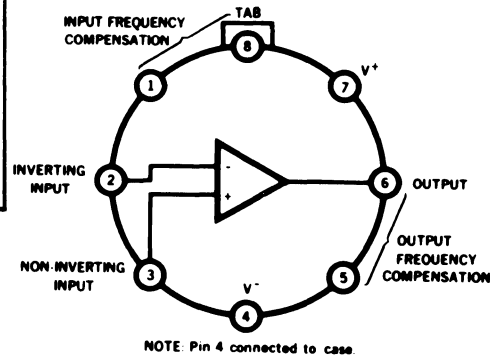 INPUT FREQUENCY
COMPENSATION
TAB
8
1
7
V+
INVERTING
INPUT
2
-
+
6
OUTPUT
NON-INVERTING
INPUT
3
V-
4
5
OUTPUT
FREQUENCY
COMPENSATION
NOTE: Pin 4 connected to case.